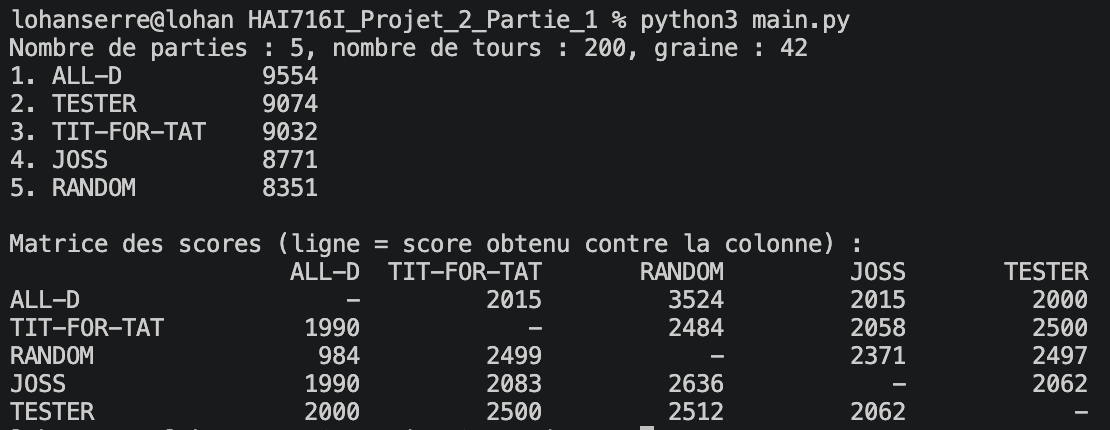 lohanserre@lohan HAI716I_Projet_2_Partie_1 % python3 main.py
Nombre de parties : 5, nombre de tours : 200, graine : 42
1. ALL-D 9554
2. TESTER 9074
3. TIT-FOR-TAT 9032
4. JOSS 8771
5. RANDOM 8351
Matrice des scores (ligne = score obtenu contre la colonne) :
ALL-D TIT-FOR-TAT RANDOM JOSS TESTER
ALL-D - 2015 3524 2015 2000
TIT-FOR-TAT 1990 - 2484 2058 2500
RANDOM 984 2499 - 2371 2497
JOSS 1990 2083 2636 - 2062
TESTER 2000 2500 2512 2062 -